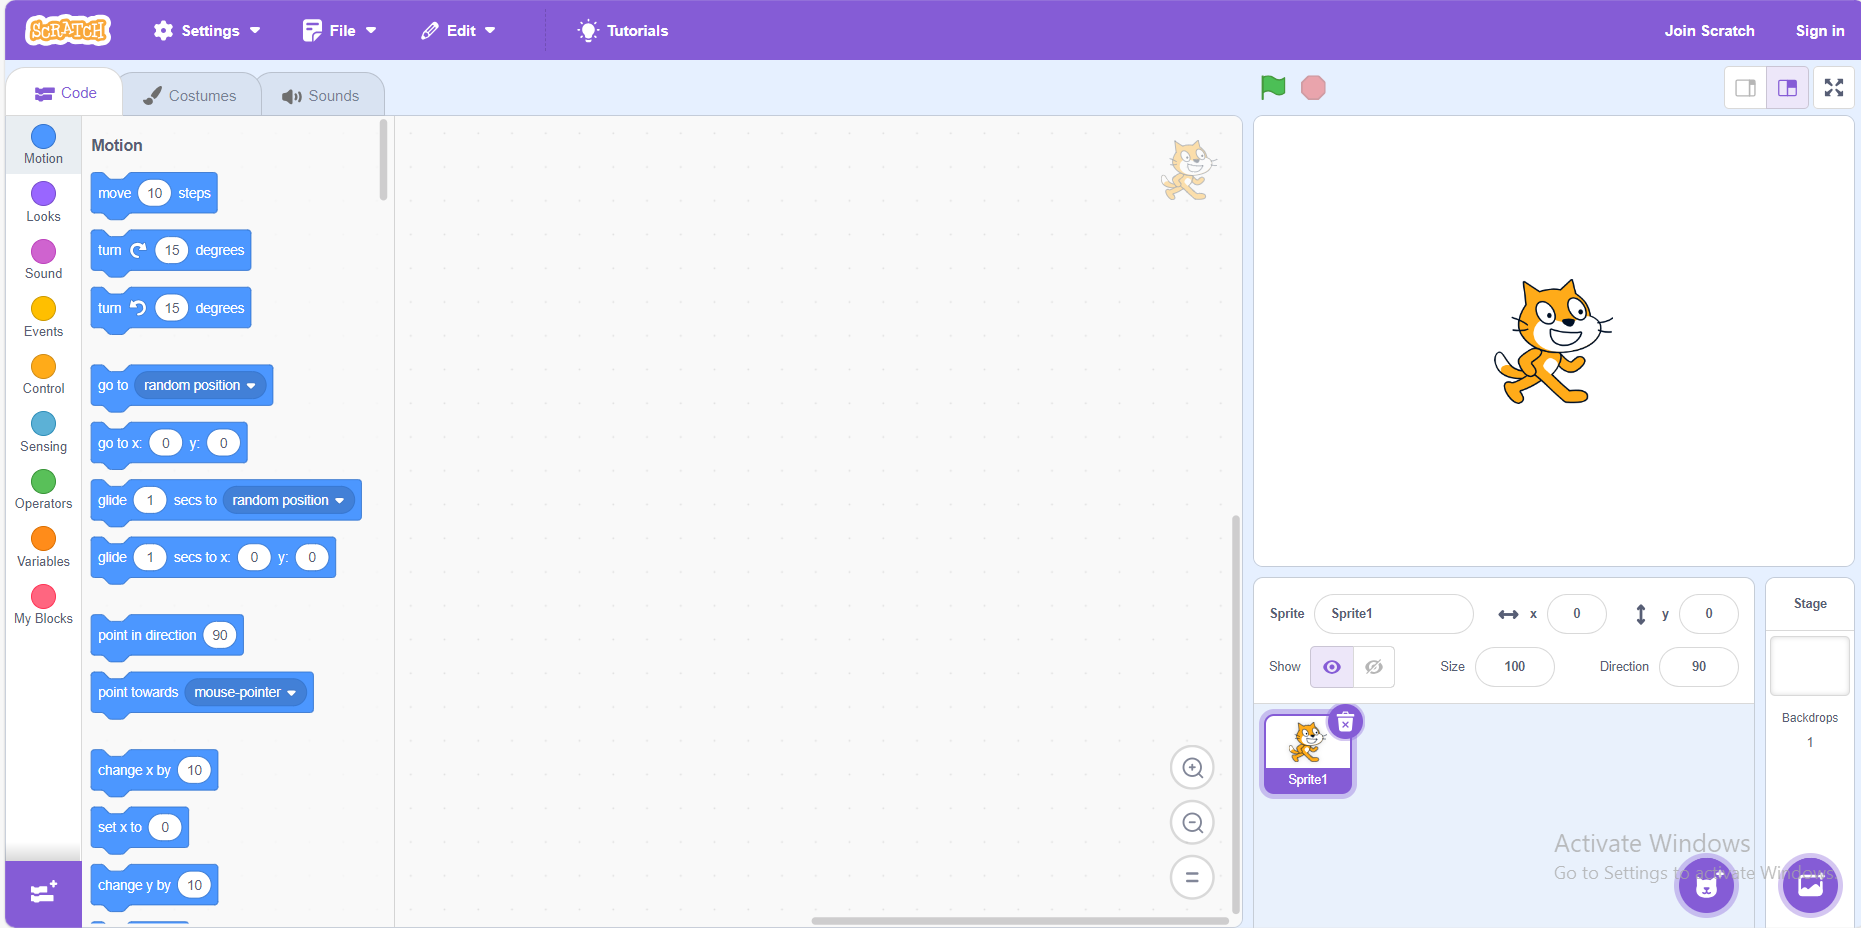 SCRATCH Settings File Edit Tutorials Join Scratch Sign in
Code Costumes Sounds
Motion
Looks
Sound
Events
Control
Sensing
Operators
Variables
My Blocks
Motion
move 10 steps
turn 15 degrees
turn 15 degrees
go to random position
go to x: 0 y: 0
glide 1 secs to random position
glide 1 secs to x: 0 y: 0
point in direction 90
point towards mouse-pointer
change x by 10
set x to 0
change y by 10
Sprite Sprite1 x 0 y 0
Show Size 100 Direction 90
Sprite1
Stage
Backdrops
1
Activate Windows
Go to Settings to activate Windows.